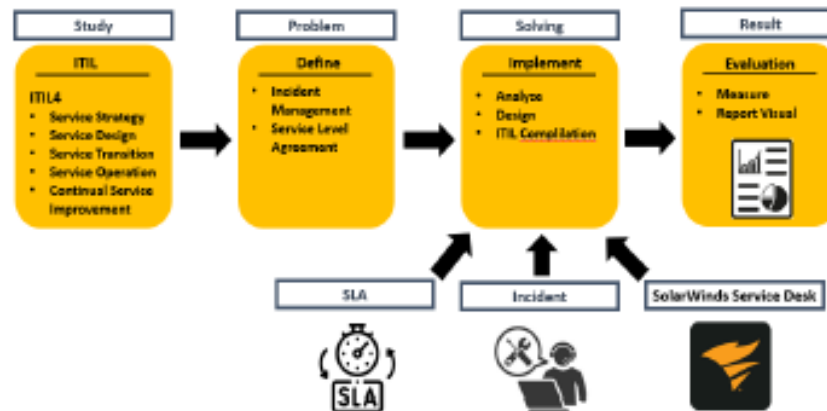 Study
ITIL
ITIL4
• Service Strategy
• Service Design
• Service Transition
• Service Operation
• Continual Service
Improvement
Problem
Define
• Incident
Management
• Service Level
Agreement
Solving
Implement
• Analyse
• Design
• ITIL Compilation
Result
Evaluation
• Measure
• Report Visual
SLA
SLA
Incident
SolarWinds Service Desk